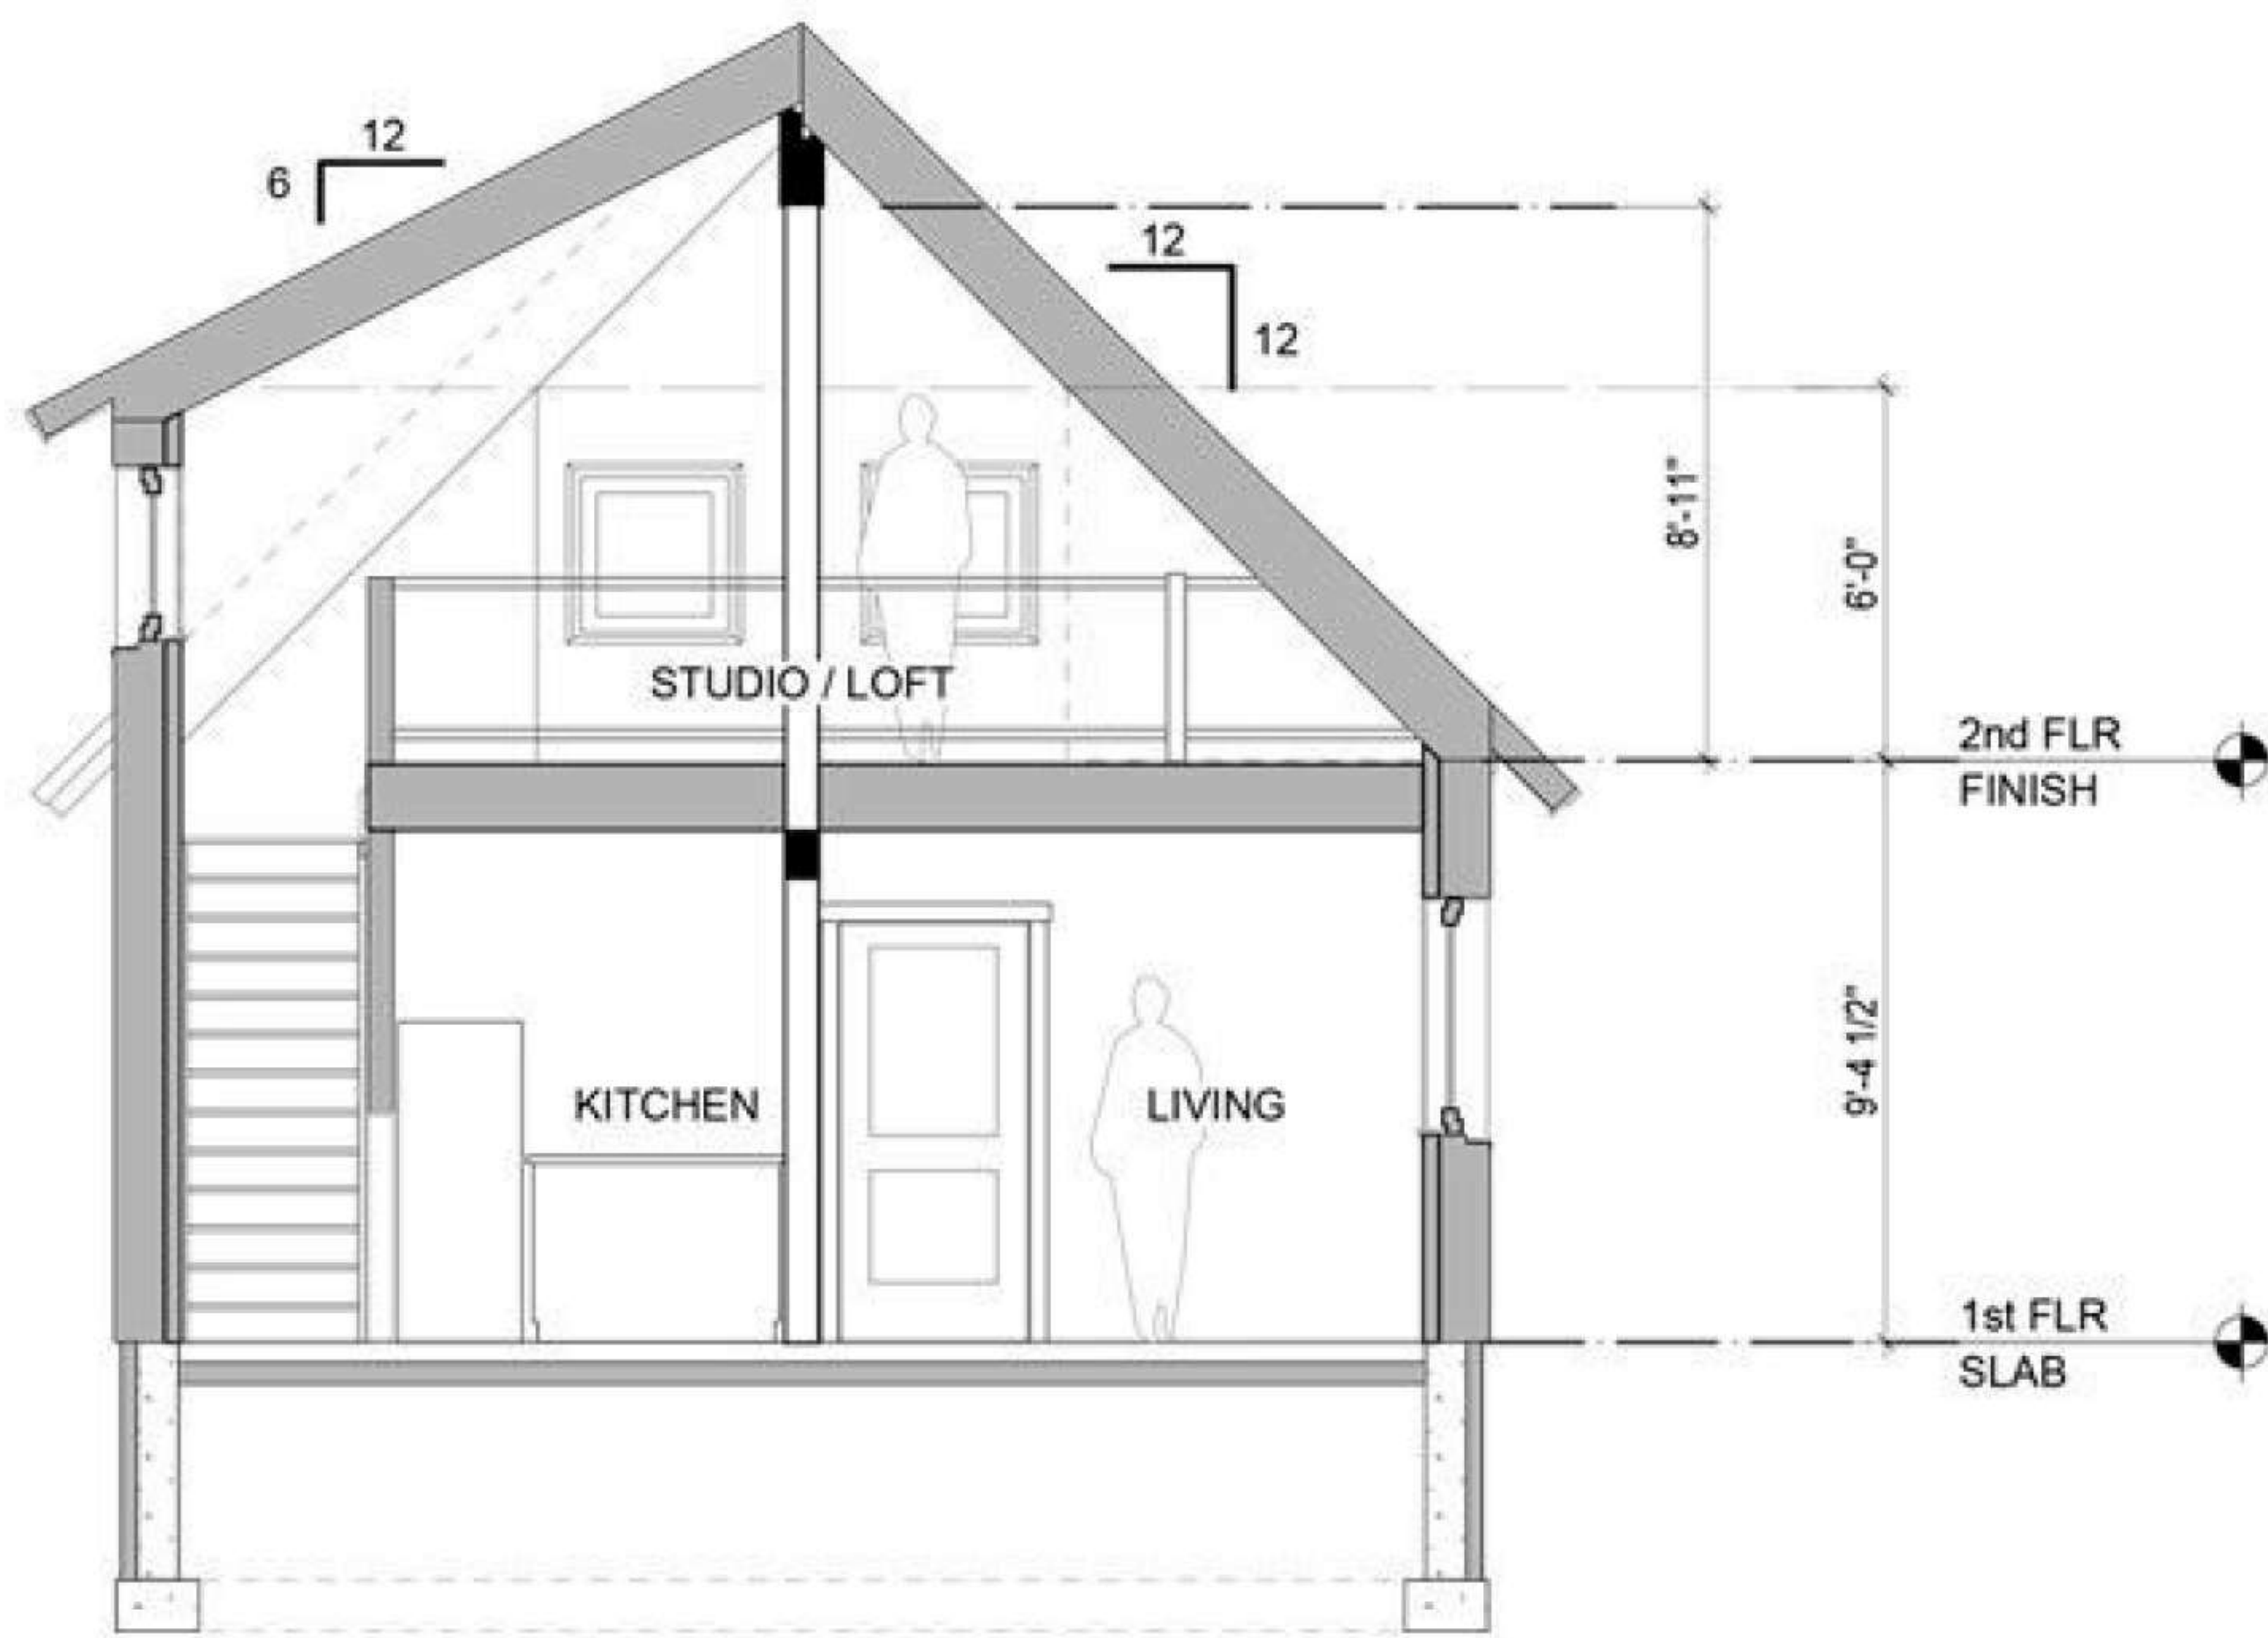 12
6
12
12
8'-11"
6'-0"
STUDIO / LOFT
2nd FLR
FINISH
KITCHEN
LIVING
9'-4 1/2"
1st FLR
SLAB